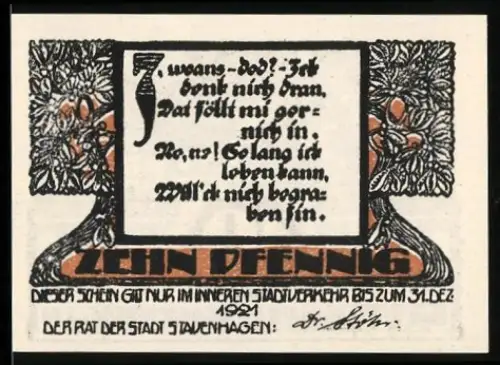 I, woans-dod?-Ick
denk nich dran,
Dat föllt mi gor-
nich in.
No, ne! So lang ick
leben kann,
Will'ck nich begra-
ben sin.
ZEHN PFENNIG
DIESER SCHEIN GILT NUR IM INNEREN STADTVERKEHR BIS ZUM 31. DEZ.
1921
DER RAT DER STADT STAVENHAGEN: